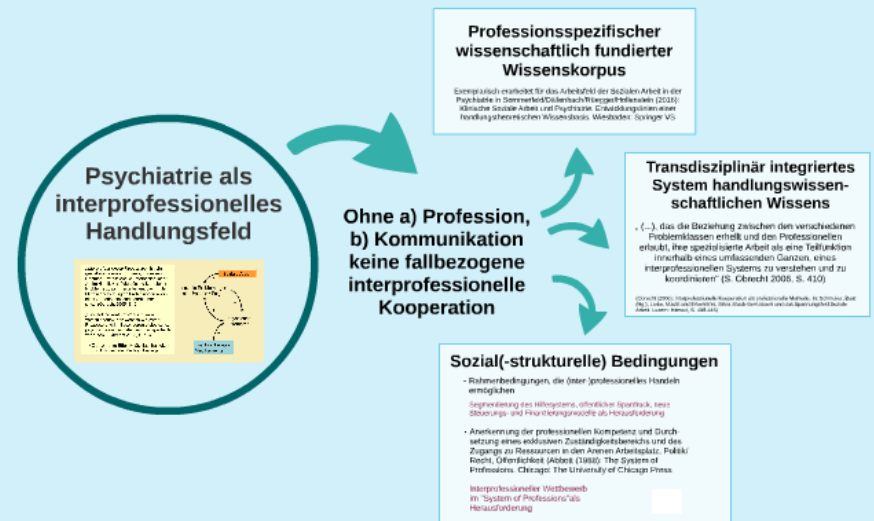 Psychiatrie als
interprofessionelles
Handlungsfeld
Ohne a) Profession,
b) Kommunikation
keine fallbezogene
interprofessionelle
Kooperation
Professionsspezifischer
wissenschaftlich fundierter
Wissenskorpus
Exemplarisch erarbeitet für das Arbeitsfeld der Sozialen Arbeit in der
Psychiatrie in Sommerfeld/Dällenbach/Rüegger/Hollenstein (2016):
Klinische Soziale Arbeit und Psychiatrie. Entwicklungslinien einer
handlungstheoretischen Wissensbasis. Wiesbaden: Springer VS
Transdisziplinär integriertes
System handlungswissen-
schaftlichen Wissens
„ (...), das die Beziehung zwischen den verschiedenen
Problemklassen erhellt und den Professionellen
erlaubt, ihre spezialisierte Arbeit als eine Teilfunktion
innerhalb eines umfassenden Ganzen, eines
interprofessionellen Systems zu verstehen und zu
koordinieren" (S. Obrecht 2006, S. 410)
Sozial(-strukturelle) Bedingungen
- Rahmenbedingungen, die (inter-)professionelles Handeln
ermöglichen
Segmentierung des Hilfesystems, öffentlicher Spardruck, neue
Steuerungs- und Finanzierungsmodelle als Herausforderung
- Anerkennung der professionellen Kompetenz und Durch-
setzung eines exklusiven Zuständigkeitsbereichs und des
Zugangs zu Ressourcen in den Arenen Arbeitsplatz, Politik/
Recht, Öffentlichkeit (Abbott (1988): The System of
Professions. Chicago: The University of Chicago Press
Interprofessioneller Wettbewerb
im "System of Professions"als
Herausforderung